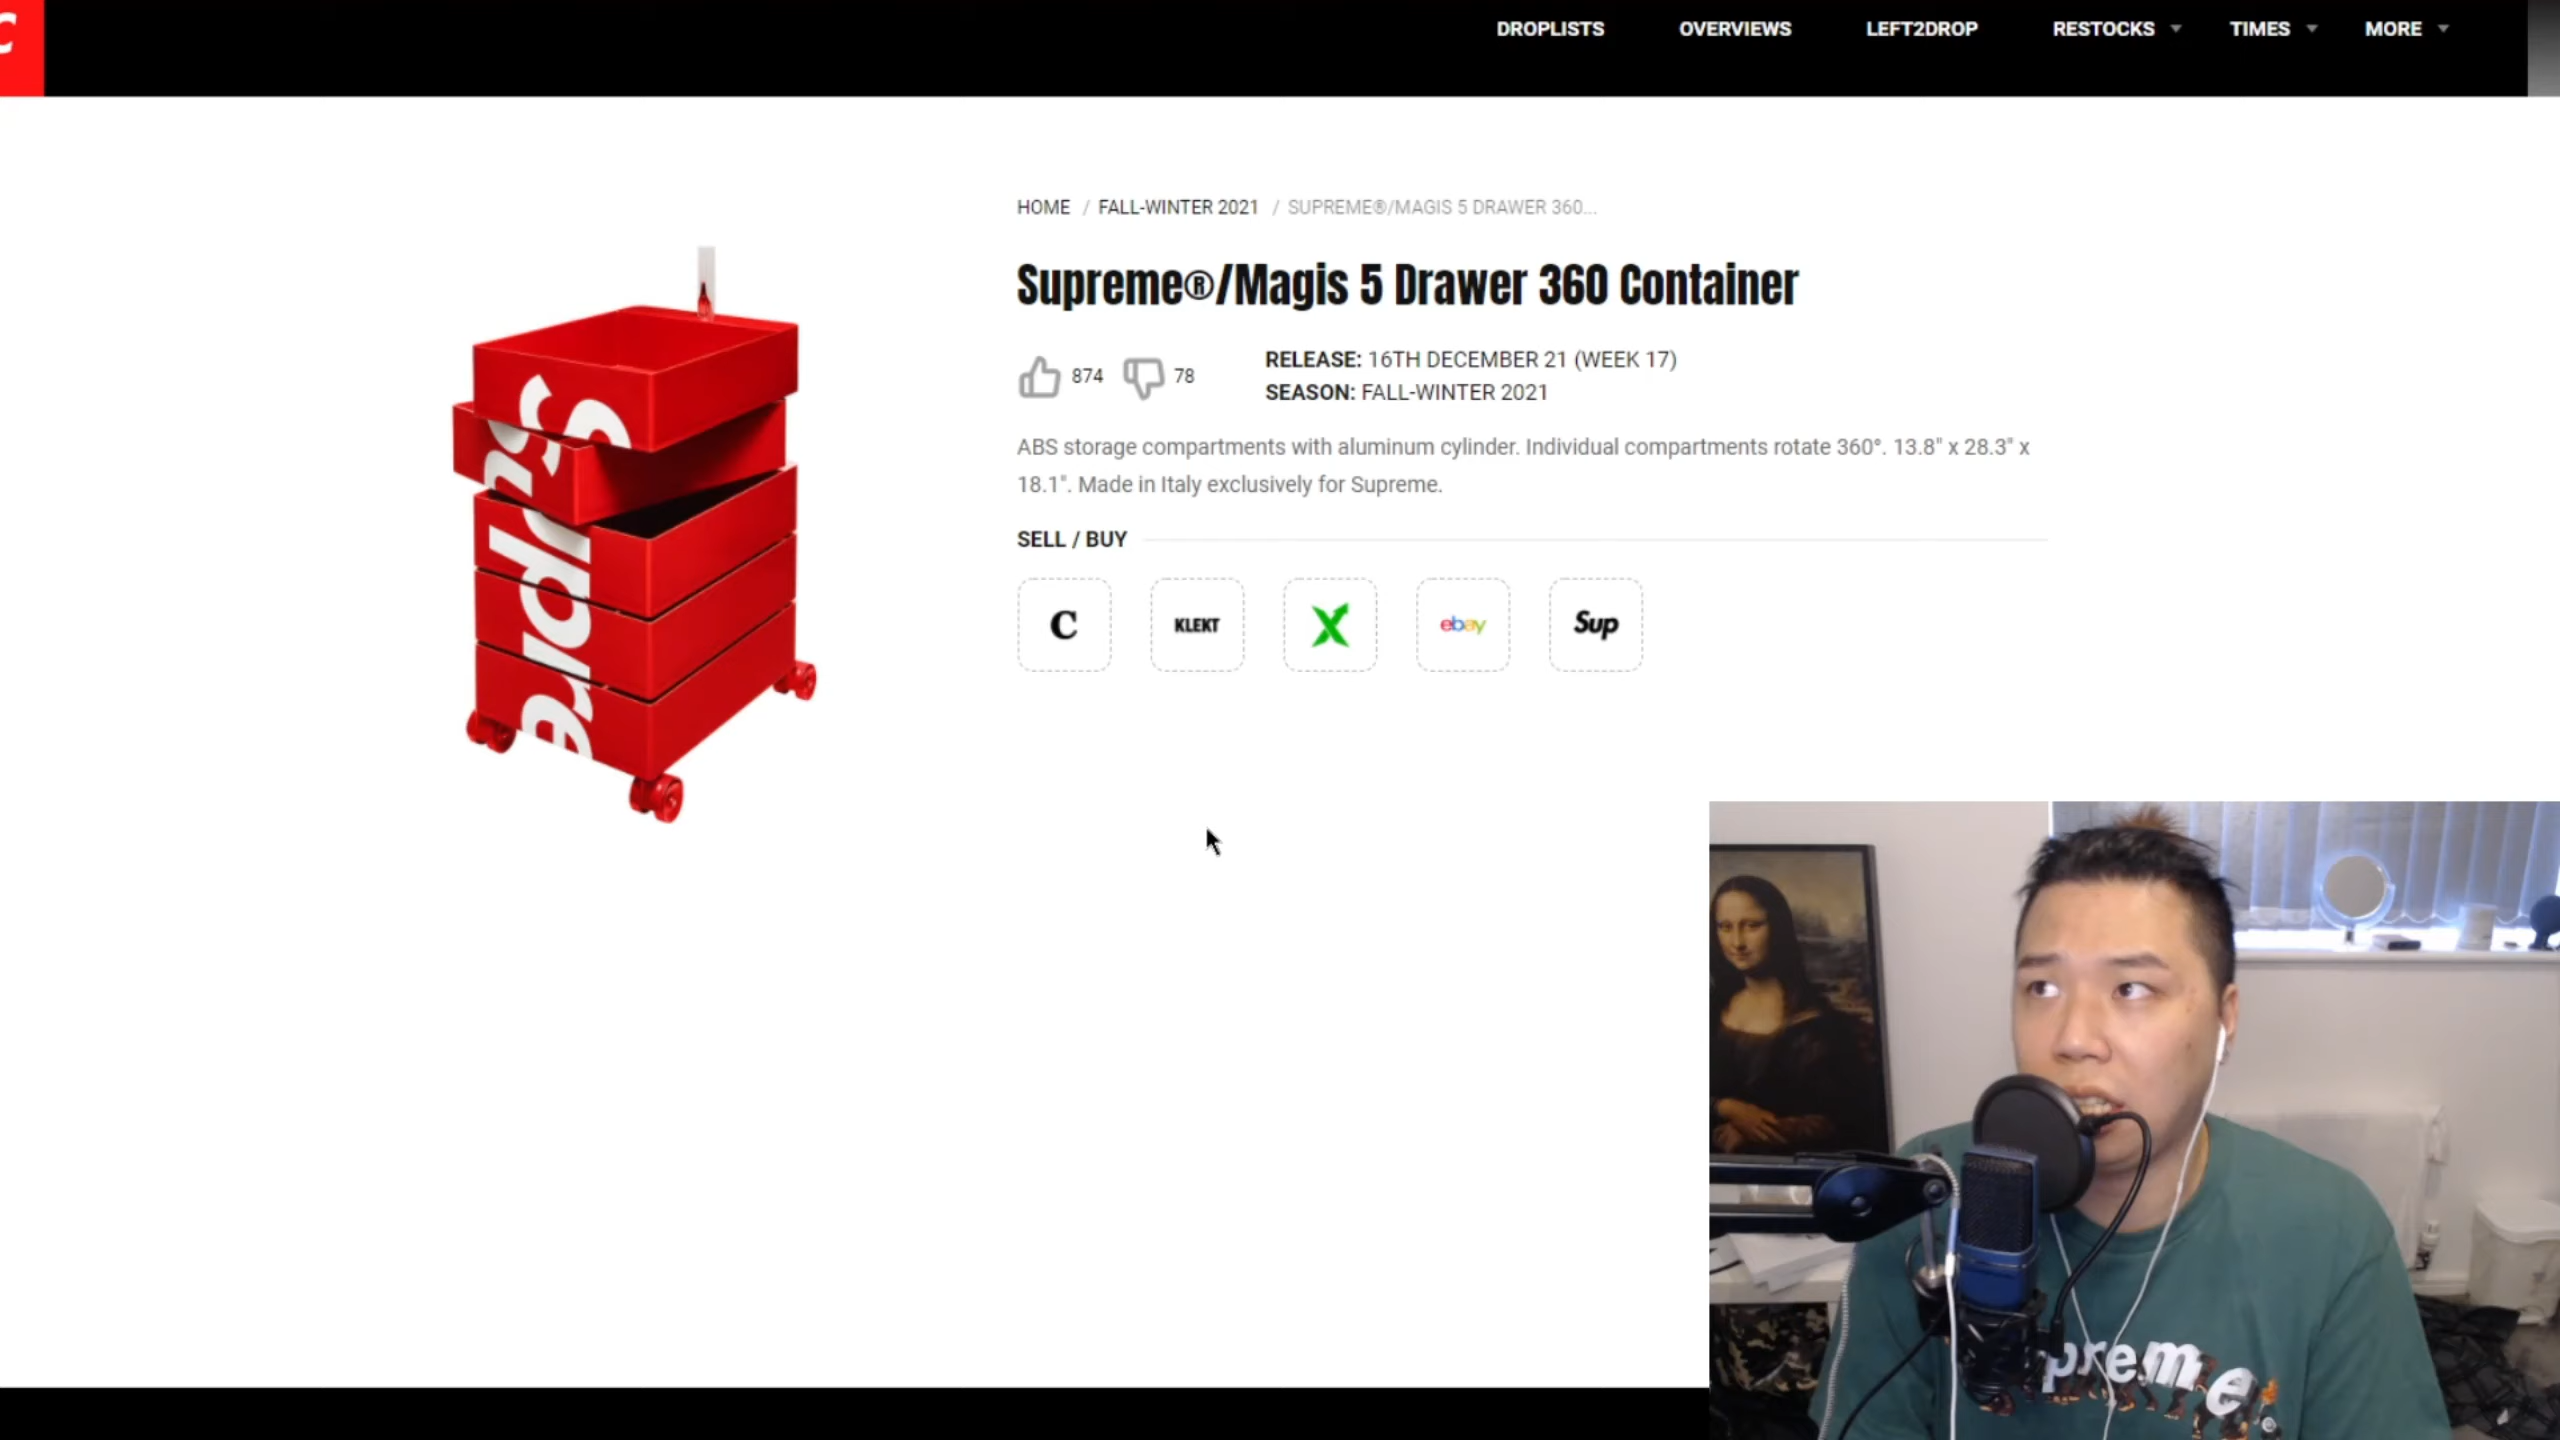 C
DROPLISTS OVERVIEWS LEFT2DROP RESTOCKS TIMES MORE
HOME / FALL-WINTER 2021 / SUPREME®/MAGIS 5 DRAWER 360...
Supreme®/Magis 5 Drawer 360 Container
874 78
RELEASE: 16TH DECEMBER 21 (WEEK 17)
SEASON: FALL-WINTER 2021
ABS storage compartments with aluminum cylinder. Individual compartments rotate 360°. 13.8" x 28.3" x
18.1". Made in Italy exclusively for Supreme.
SELL / BUY
C KLEKT X ebay Sup
Supreme
preme